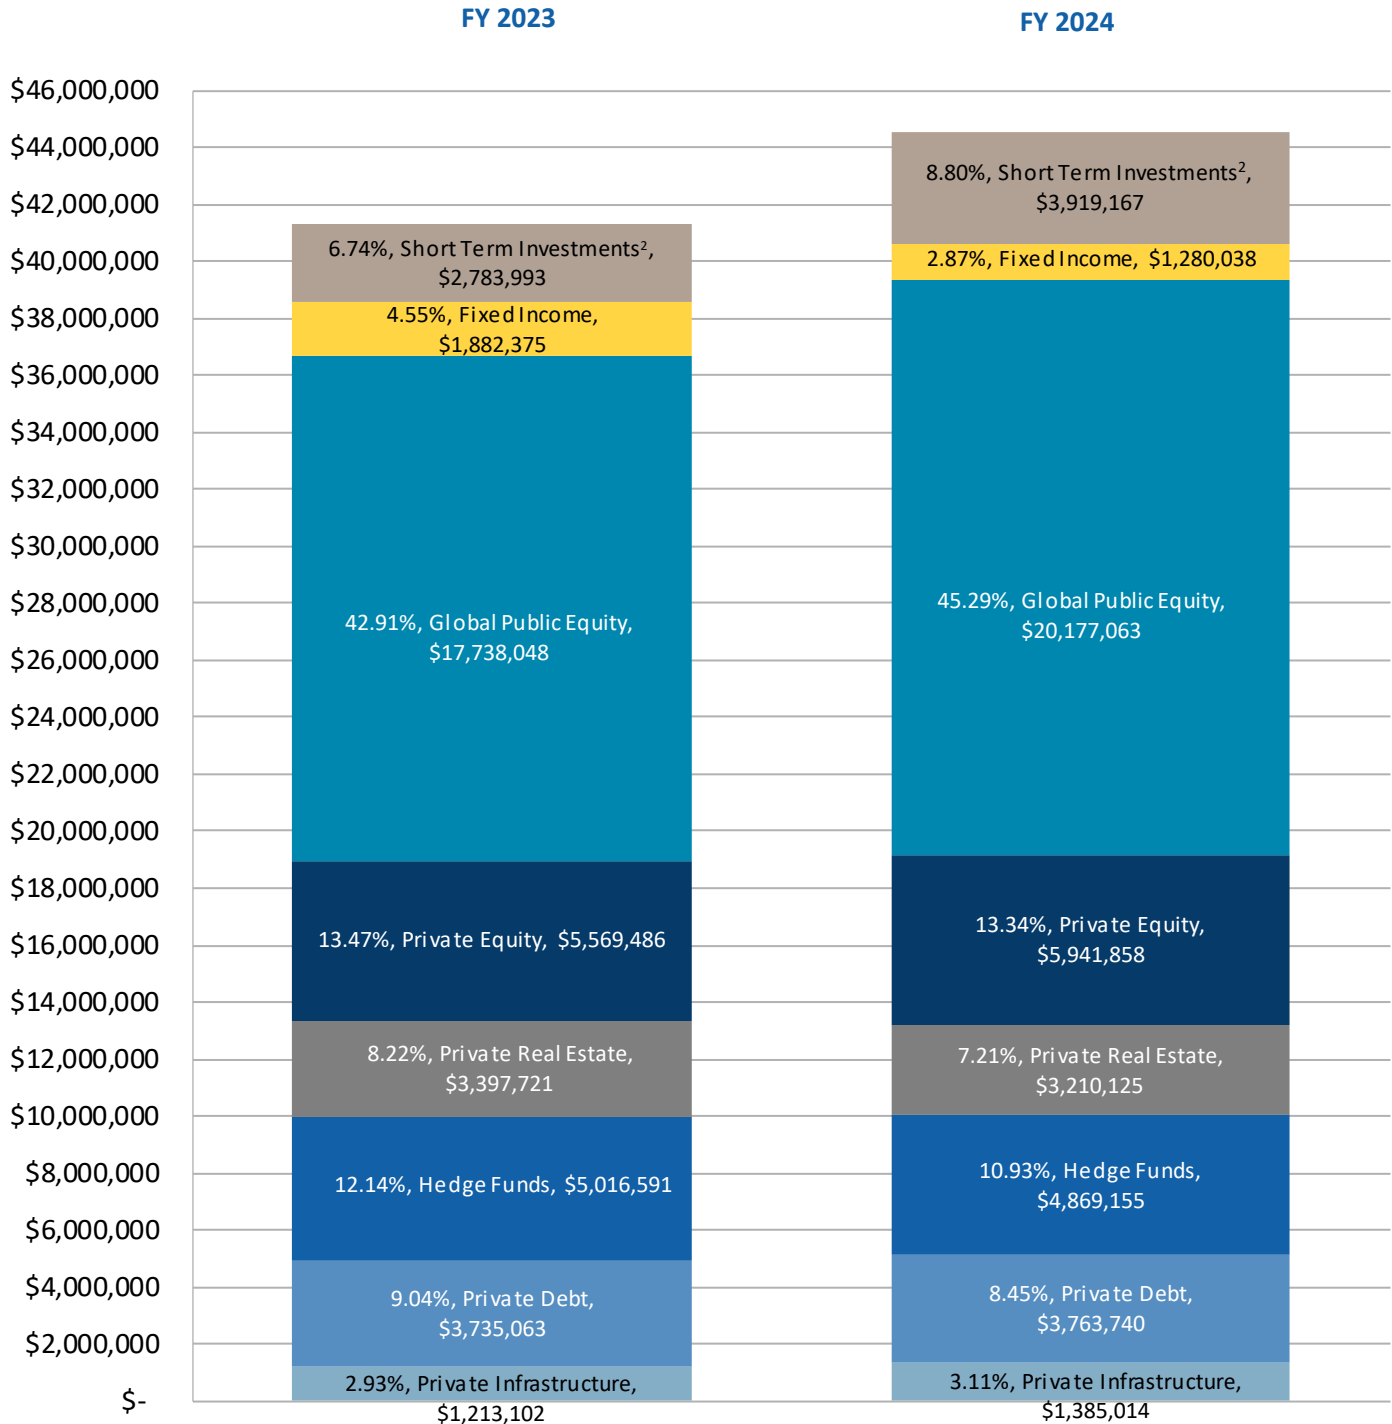 FY 2023
FY 2024
$46,000,000
$44,000,000
$42,000,000
$40,000,000
$38,000,000
$36,000,000
$34,000,000
$32,000,000
$30,000,000
$28,000,000
$26,000,000
$24,000,000
$22,000,000
$20,000,000
$18,000,000
$16,000,000
$14,000,000
$12,000,000
$10,000,000
$8,000,000
$6,000,000
$4,000,000
$2,000,000
$-
6.74%, Short Term Investments²,
$2,783,993
4.55%, Fixed Income,
$1,882,375
42.91%, Global Public Equity,
$17,738,048
13.47%, Private Equity, $5,569,486
8.22%, Private Real Estate,
$3,397,721
12.14%, Hedge Funds, $5,016,591
9.04%, Private Debt,
$3,735,063
2.93%, Private Infrastructure,
$1,213,102
8.80%, Short Term Investments²,
$3,919,167
2.87%, Fixed Income, $1,280,038
45.29%, Global Public Equity,
$20,177,063
13.34%, Private Equity,
$5,941,858
7.21%, Private Real Estate,
$3,210,125
10.93%, Hedge Funds,
$4,869,155
8.45%, Private Debt,
$3,763,740
3.11%, Private Infrastructure,
$1,385,014